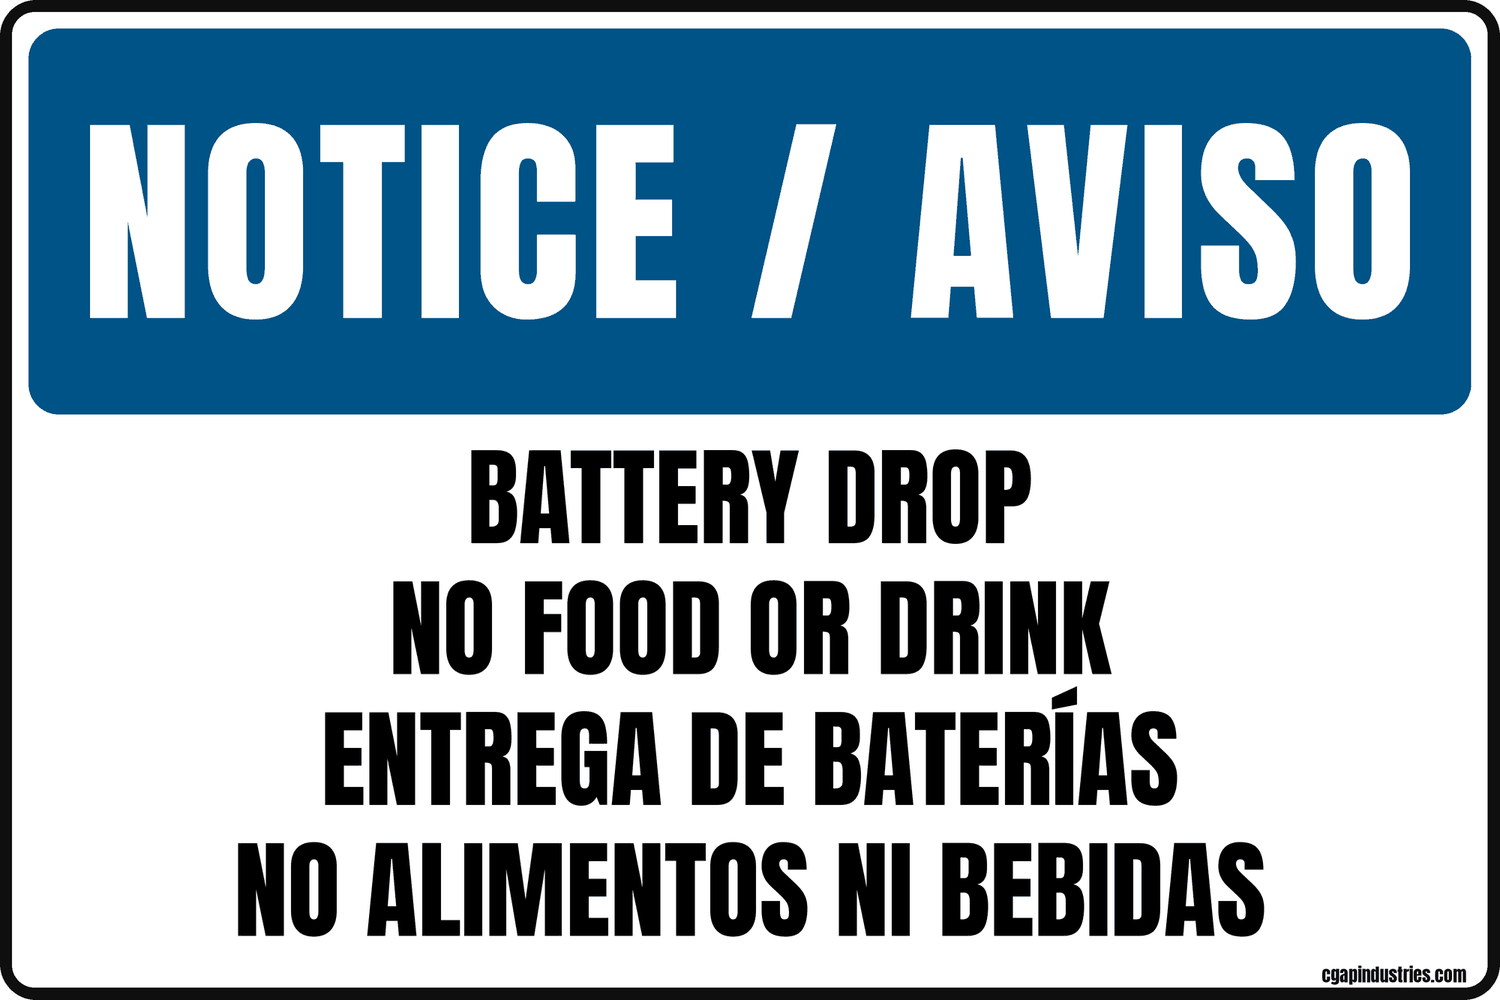 NOTICE / AVISO
BATTERY DROP
NO FOOD OR DRINK
ENTREGA DE BATERÍAS
NO ALIMENTOS NI BEBIDAS
cgapindustries.com